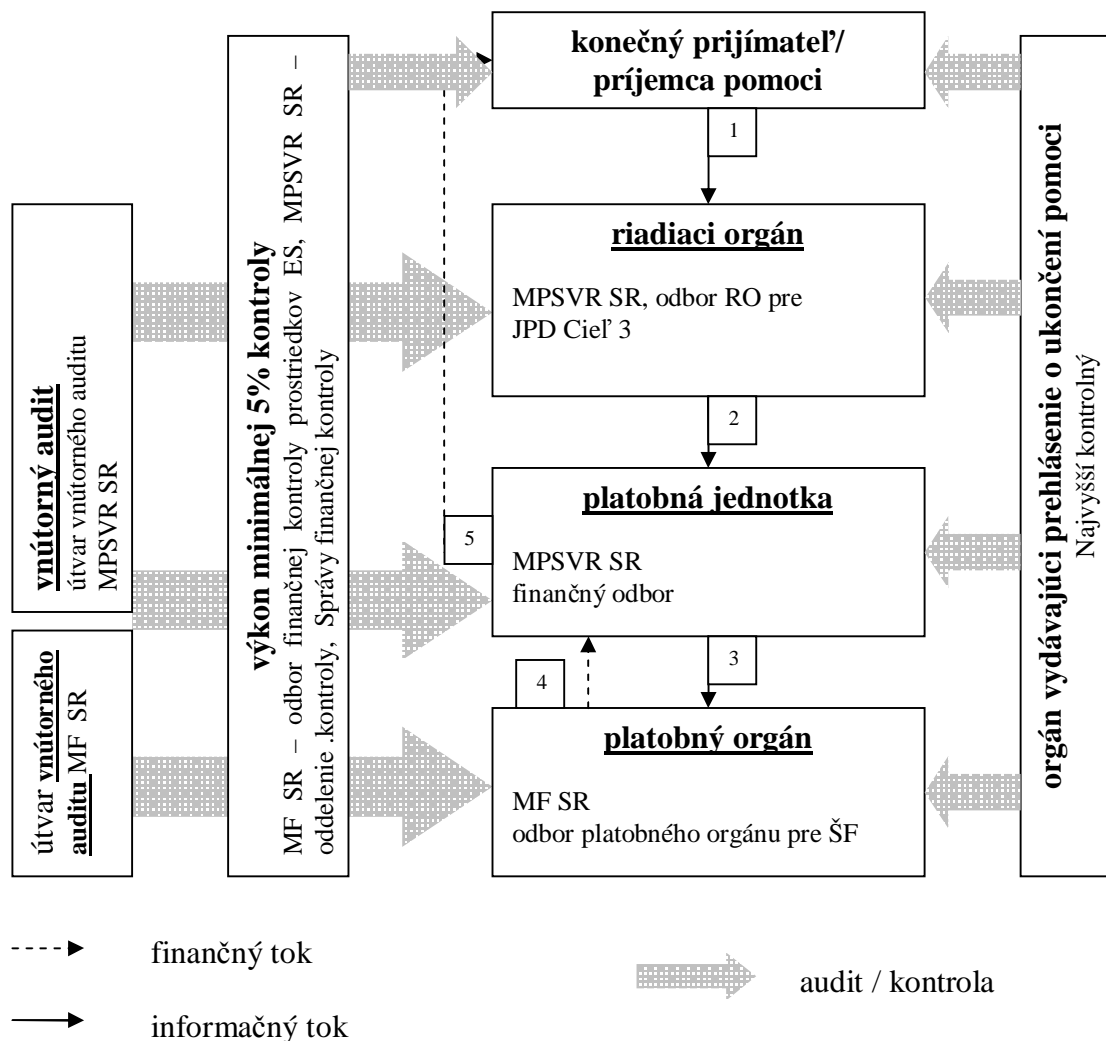 konečný prijímateľ/
príjemca pomoci
1
riadiaci orgán
MPSVR SR, odbor RO pre
JPD Cieľ 3
2
platobná jednotka
MPSVR SR
finančný odbor
5
3
4
platobný orgán
MF SR
odbor platobného orgánu pre ŠF
vnútorný audit
útvar vnútorného auditu
MPSVR SR
útvar vnútorného
auditu MF SR
výkon minimálnej 5% kontroly
MF SR – odbor finančnej kontroly prostriedkov ES, MPSVR SR –
oddelenie .kontroly, Správy finančnej kontroly
orgán vydávajúci prehlásenie o ukončení pomoci
Najvyšší kontrolný
finančný tok
audit / kontrola
informačný tok